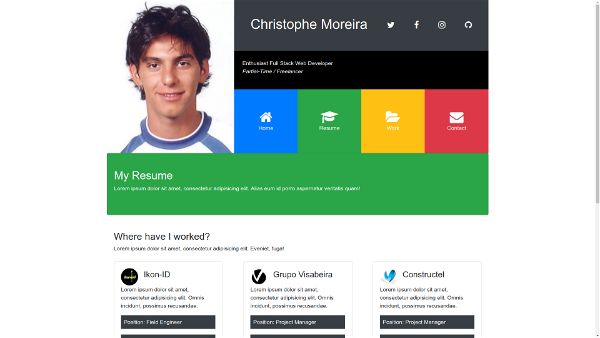 Christophe Moreira
Enthusiast Full Stack Web Developer
Partiel-Time / Freelancer
Home
Resume
Work
Contact
My Resume
Lorem ipsum dolor sit amet, consectetur adipisicing elit. Alias eum id porro aspernatur veritatis quam!
Where have I worked?
Lorem ipsum dolor sit amet, consectetur adipisicing elit. Eveniet, fuga!
Ikon-ID
Lorem ipsum dolor sit amet,
consectetur adipisicing elit. Omnis
incidunt, possimus recusandae.
Position: Field Engineer
Grupo Visabeira
Lorem ipsum dolor sit amet,
consectetur adipisicing elit. Omnis
incidunt, possimus recusandae.
Position: Project Manager
Constructel
Lorem ipsum dolor sit amet,
consectetur adipisicing elit. Omnis
incidunt, possimus recusandae.
Position: Project Manager